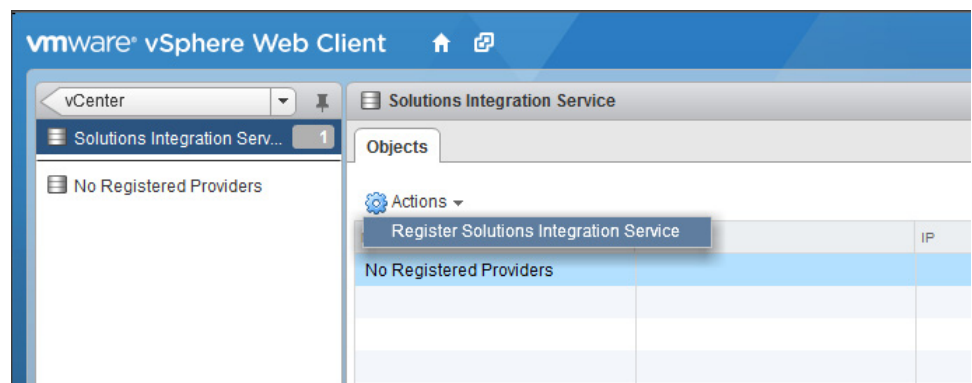 vmware® vSphere Web Client
vCenter
Solutions Integration Serv... 1
No Registered Providers
Solutions Integration Service
Objects
Actions
Register Solutions Integration Service
IP
No Registered Providers